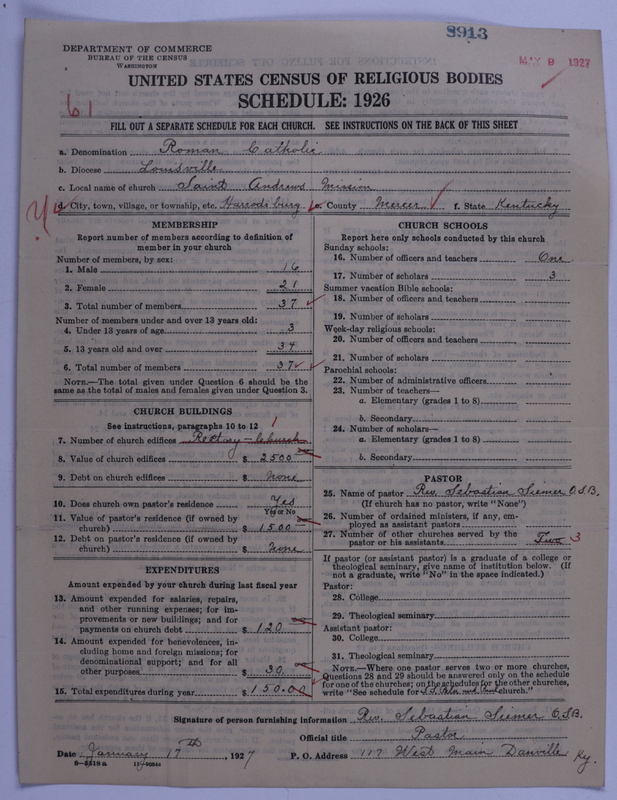 8913
DEPARTMENT OF COMMERCE
BUREAU OF THE CENSUS
WASHINGTON
MAY 9 1927
UNITED STATES CENSUS OF RELIGIOUS BODIES
61
SCHEDULE: 1926
FILL OUT A SEPARATE SCHEDULE FOR EACH CHURCH. SEE INSTRUCTIONS ON THE BACK OF THIS SHEET
a. Denomination Roman Catholic
b. Diocese Louisville
c. Local name of church Saint Andrews Mission
d. City, town, village, or township, etc. Harrodsburg e. County Mercer f. State Kentucky
MEMBERSHIP
Report number of members according to definition of
member in your church
Number of members, by sex:
1. Male 16
2. Female 21
3. Total number of members 37
Number of members under and over 13 years old:
4. Under 13 years of age 3
5. 13 years old and over 34
6. Total number of members 37
NOTE.—The total given under Question 6 should be
same as the total of males and females given under Question 3.
CHURCH BUILDINGS
See instructions, paragraphs 10 to 12
1
7. Number of church edifices Rectory - Church
8. Value of church edifices $ 2500
9. Debt on church edifices $ None
10. Does church own pastor's residence Yes
Yes or No
11. Value of pastor's residence (if owned by
church) $ 1500
12. Debt on pastor's residence (if owned by
church) $ None
EXPENDITURES
Amount expended by your church during last fiscal year
13. Amount expended for salaries, repairs,
and other running expenses; for im-
provements or new buildings; and for
payments on church debt $ 120
14. Amount expended for benevolences, in-
cluding home and foreign missions; for
denominational support; and for all
other purposes $ 30
15. Total expenditures during year $ 150.00
CHURCH SCHOOLS
Report here only schools conducted by this church
Sunday schools:
16. Number of officers and teachers One
17. Number of scholars 3
Summer vacation Bible schools:
18. Number of officers and teachers
19. Number of scholars
Week-day religious schools:
20. Number of officers and teachers
21. Number of scholars
Parochial schools:
22. Number of administrative officers
23. Number of teachers—
a. Elementary (grades 1 to 8)
b. Secondary
24. Number of scholars—
a. Elementary (grades 1 to 8)
b. Secondary
PASTOR
25. Name of pastor Rev. Sebastian Siemer O.S.B.
(If church has no pastor, write "None")
26. Number of ordained ministers, if any, em-
ployed as assistant pastors
27. Number of other churches served by the
pastor or his assistants Two 3
If pastor (or assistant pastor) is a graduate of a college or
theological seminary, give name of institution below. (If
not a graduate, write "No" in the space indicated.)
Pastor:
28. College
29. Theological seminary
Assistant pastor:
30. College
31. Theological seminary
NOTE.—Where one pastor serves two or more churches,
Questions 28 and 29 should be answered only on the schedule
for one of the churches; on the schedules for the other churches,
write "See schedule for S.S. Peter and Paul church."
Signature of person furnishing information Rev. Sebastian Siemer O.S.B.
Official title Pastor
Date January 17th, 1927 P. O. Address 117 West Main Danville Ky.
8-3318a